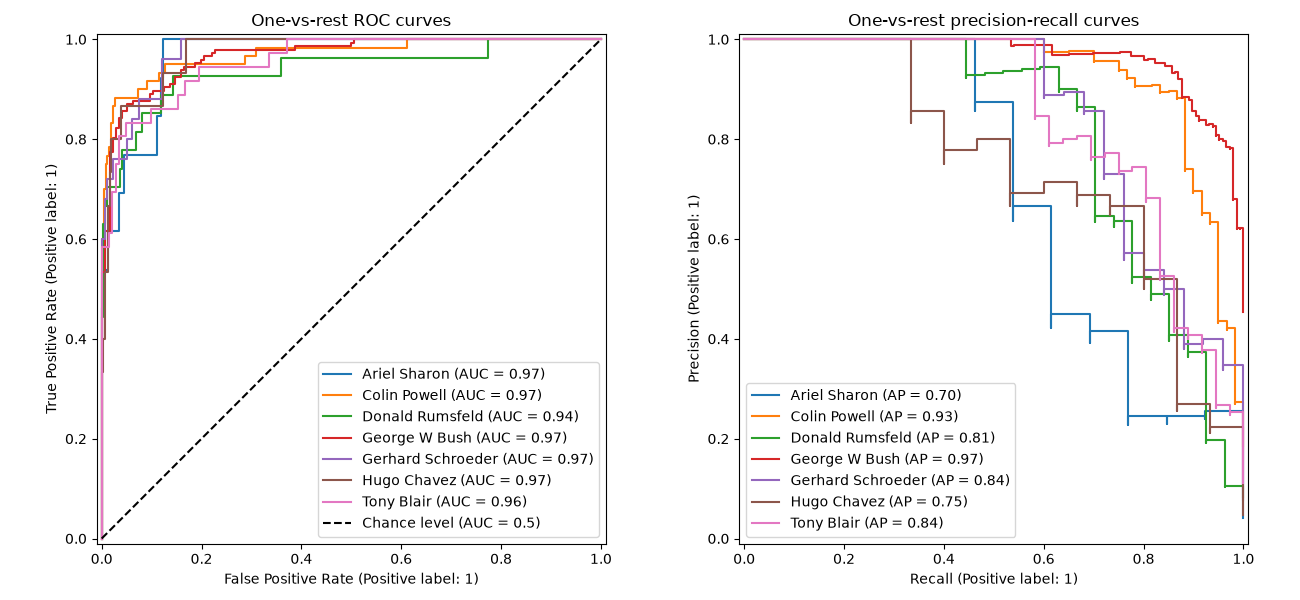 One-vs-rest ROC curves
1.0
0.8
0.6
0.4
0.2
0.0
True Positive Rate (Positive label: 1)
0.0 0.2 0.4 0.6 0.8 1.0
False Positive Rate (Positive label: 1)
Ariel Sharon (AUC = 0.97)
Colin Powell (AUC = 0.97)
Donald Rumsfeld (AUC = 0.94)
George W Bush (AUC = 0.97)
Gerhard Schroeder (AUC = 0.97)
Hugo Chavez (AUC = 0.97)
Tony Blair (AUC = 0.96)
Chance level (AUC = 0.5)
One-vs-rest precision-recall curves
1.0
0.8
0.6
0.4
0.2
0.0
Precision (Positive label: 1)
0.0 0.2 0.4 0.6 0.8 1.0
Recall (Positive label: 1)
Ariel Sharon (AP = 0.70)
Colin Powell (AP = 0.93)
Donald Rumsfeld (AP = 0.81)
George W Bush (AP = 0.97)
Gerhard Schroeder (AP = 0.84)
Hugo Chavez (AP = 0.75)
Tony Blair (AP = 0.84)